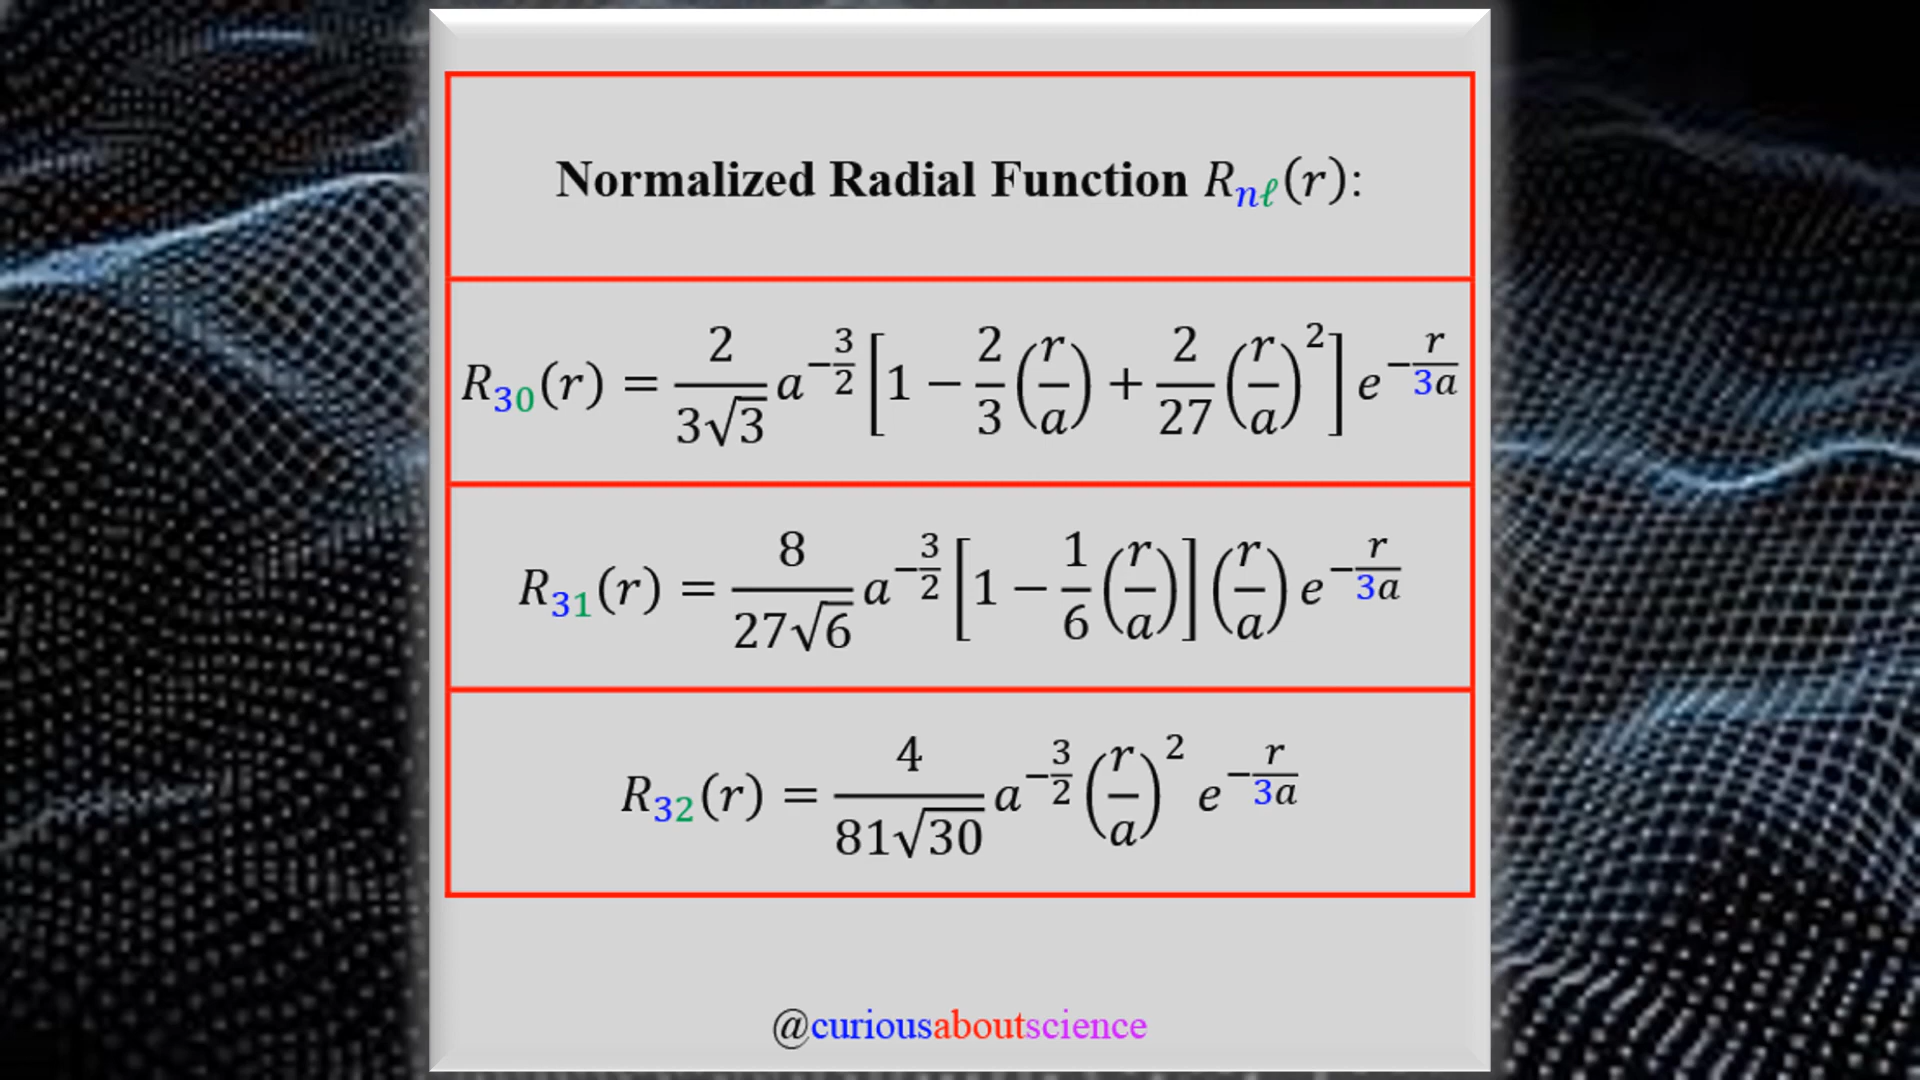 Normalized Radial Function $R_{n\ell}(r)$:
$R_{30}(r) = \frac{2}{3\sqrt{3}} a^{-\frac{3}{2}} \left[1 - \frac{2}{3}\left(\frac{r}{a}\right) + \frac{2}{27}\left(\frac{r}{a}\right)^2\right] e^{-\frac{r}{3a}}$
$R_{31}(r) = \frac{8}{27\sqrt{6}} a^{-\frac{3}{2}} \left[1 - \frac{1}{6}\left(\frac{r}{a}\right)\right] \left(\frac{r}{a}\right) e^{-\frac{r}{3a}}$
$R_{32}(r) = \frac{4}{81\sqrt{30}} a^{-\frac{3}{2}} \left(\frac{r}{a}\right)^2 e^{-\frac{r}{3a}}$
@curiousaboutscience